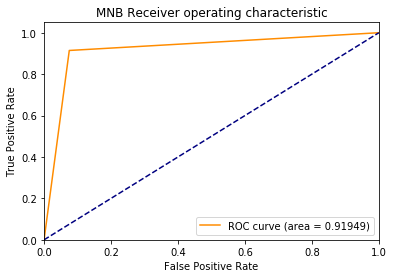 MNB Receiver operating characteristic
True Positive Rate
1.0
0.8
0.6
0.4
0.2
0.0
ROC curve (area = 0.91949)
0.0 0.2 0.4 0.6 0.8 1.0
False Positive Rate